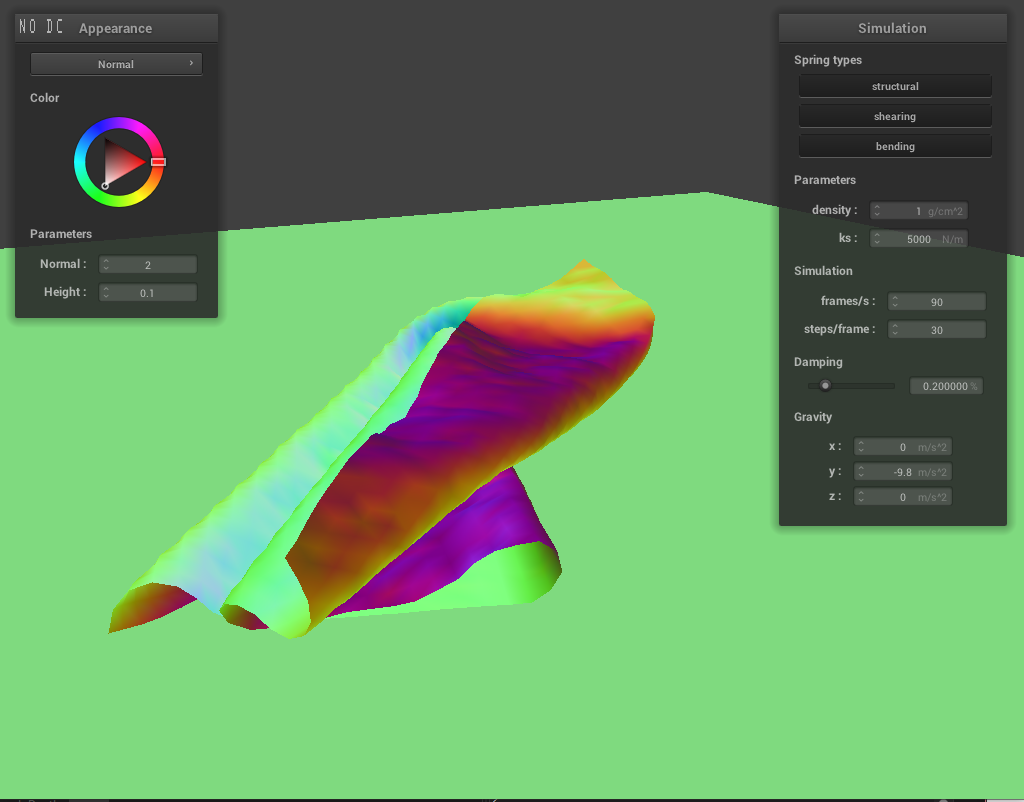 NO DC Appearance
Normal
Color
Parameters
Normal : 2
Height : 0.1
Simulation
Spring types
structural
shearing
bending
Parameters
density : 1 g/cm^2
ks : 5000 N/m
Simulation
frames/s : 90
steps/frame : 30
Damping
0.200000 %
Gravity
x : 0 m/s^2
y : -9.8 m/s^2
z : 0 m/s^2